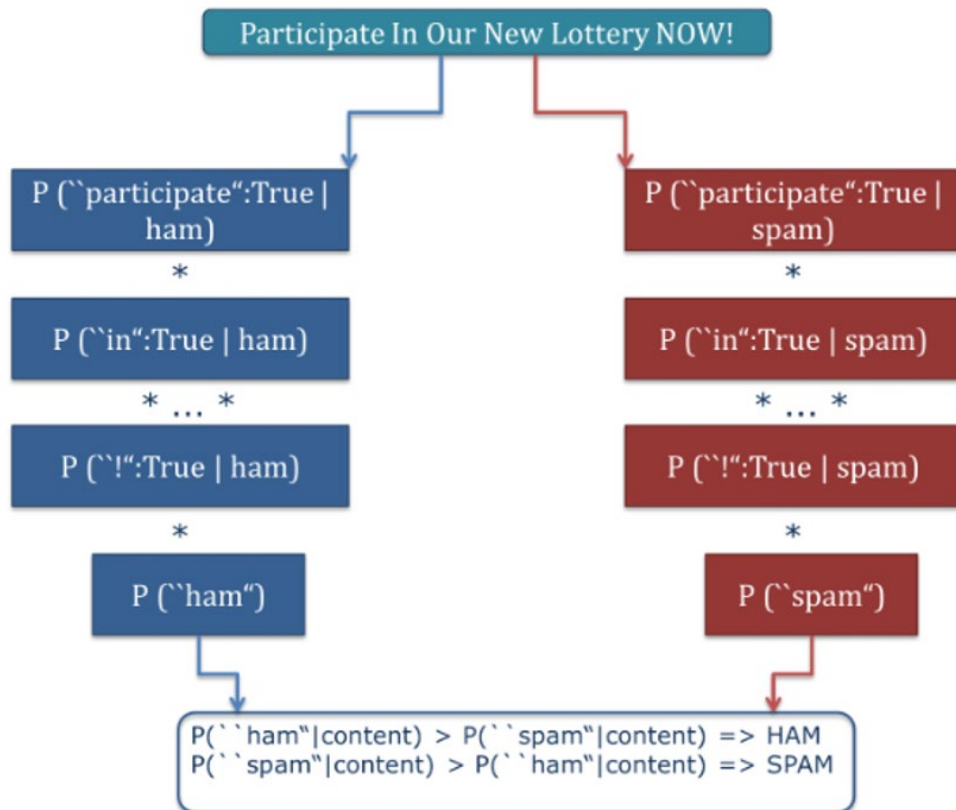 Participate In Our New Lottery NOW!
P (``participate“:True |
ham)
*
P (``in“:True | ham)
* ... *
P (``!“:True | ham)
*
P (``ham“)
P (``participate“:True |
spam)
*
P (``in“:True | spam)
* ... *
P (``!“:True | spam)
*
P (``spam“)
P(``ham“|content) > P(``spam“|content) => HAM
P(``spam“|content) > P(``ham“|content) => SPAM